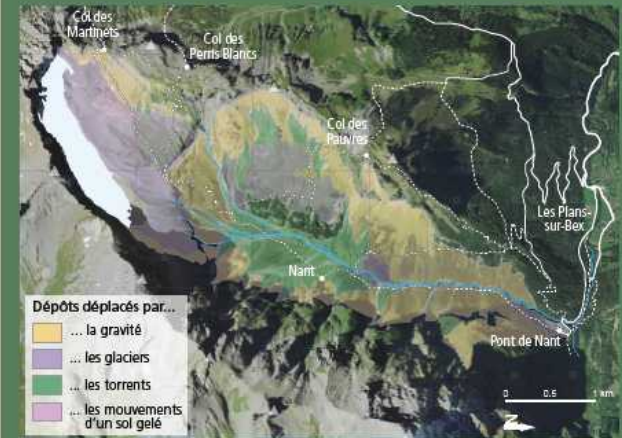 Col des
Martinets
Col des
Perris Blancs
Col des
Pauvres
Les Plans-
sur-Bex
Nant
Pont de Nant
Dépôts déplacés par...
... la gravité
... les glaciers
... les torrents
... les mouvements
d'un sol gelé
0 0.5 1 km
N